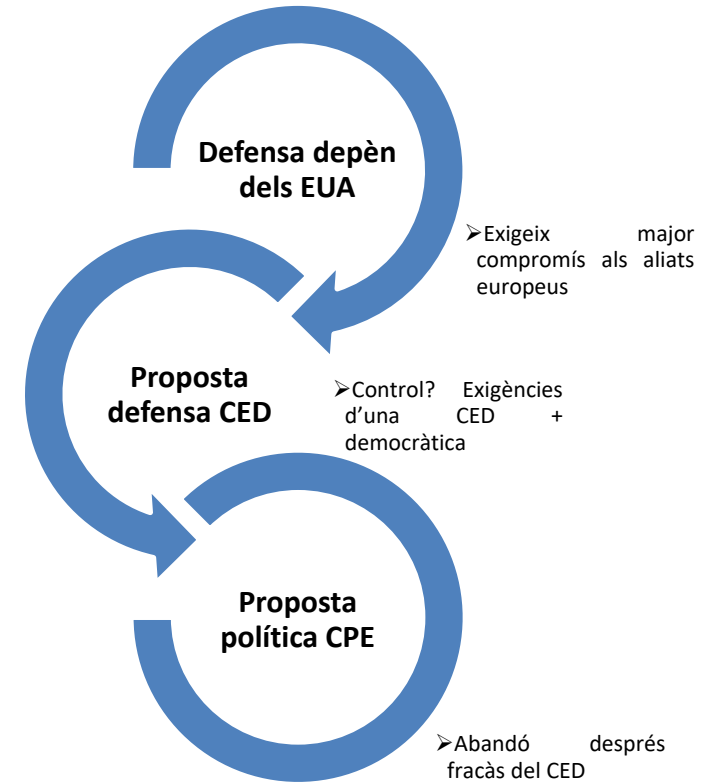 Defensa depèn
dels EUA
➢Exigeix major
compromís als aliats
europeus
Proposta
defensa CED
➢Control? Exigències
d'una CED +
democràtica
Proposta
política CPE
➢Abandó després
fracàs del CED